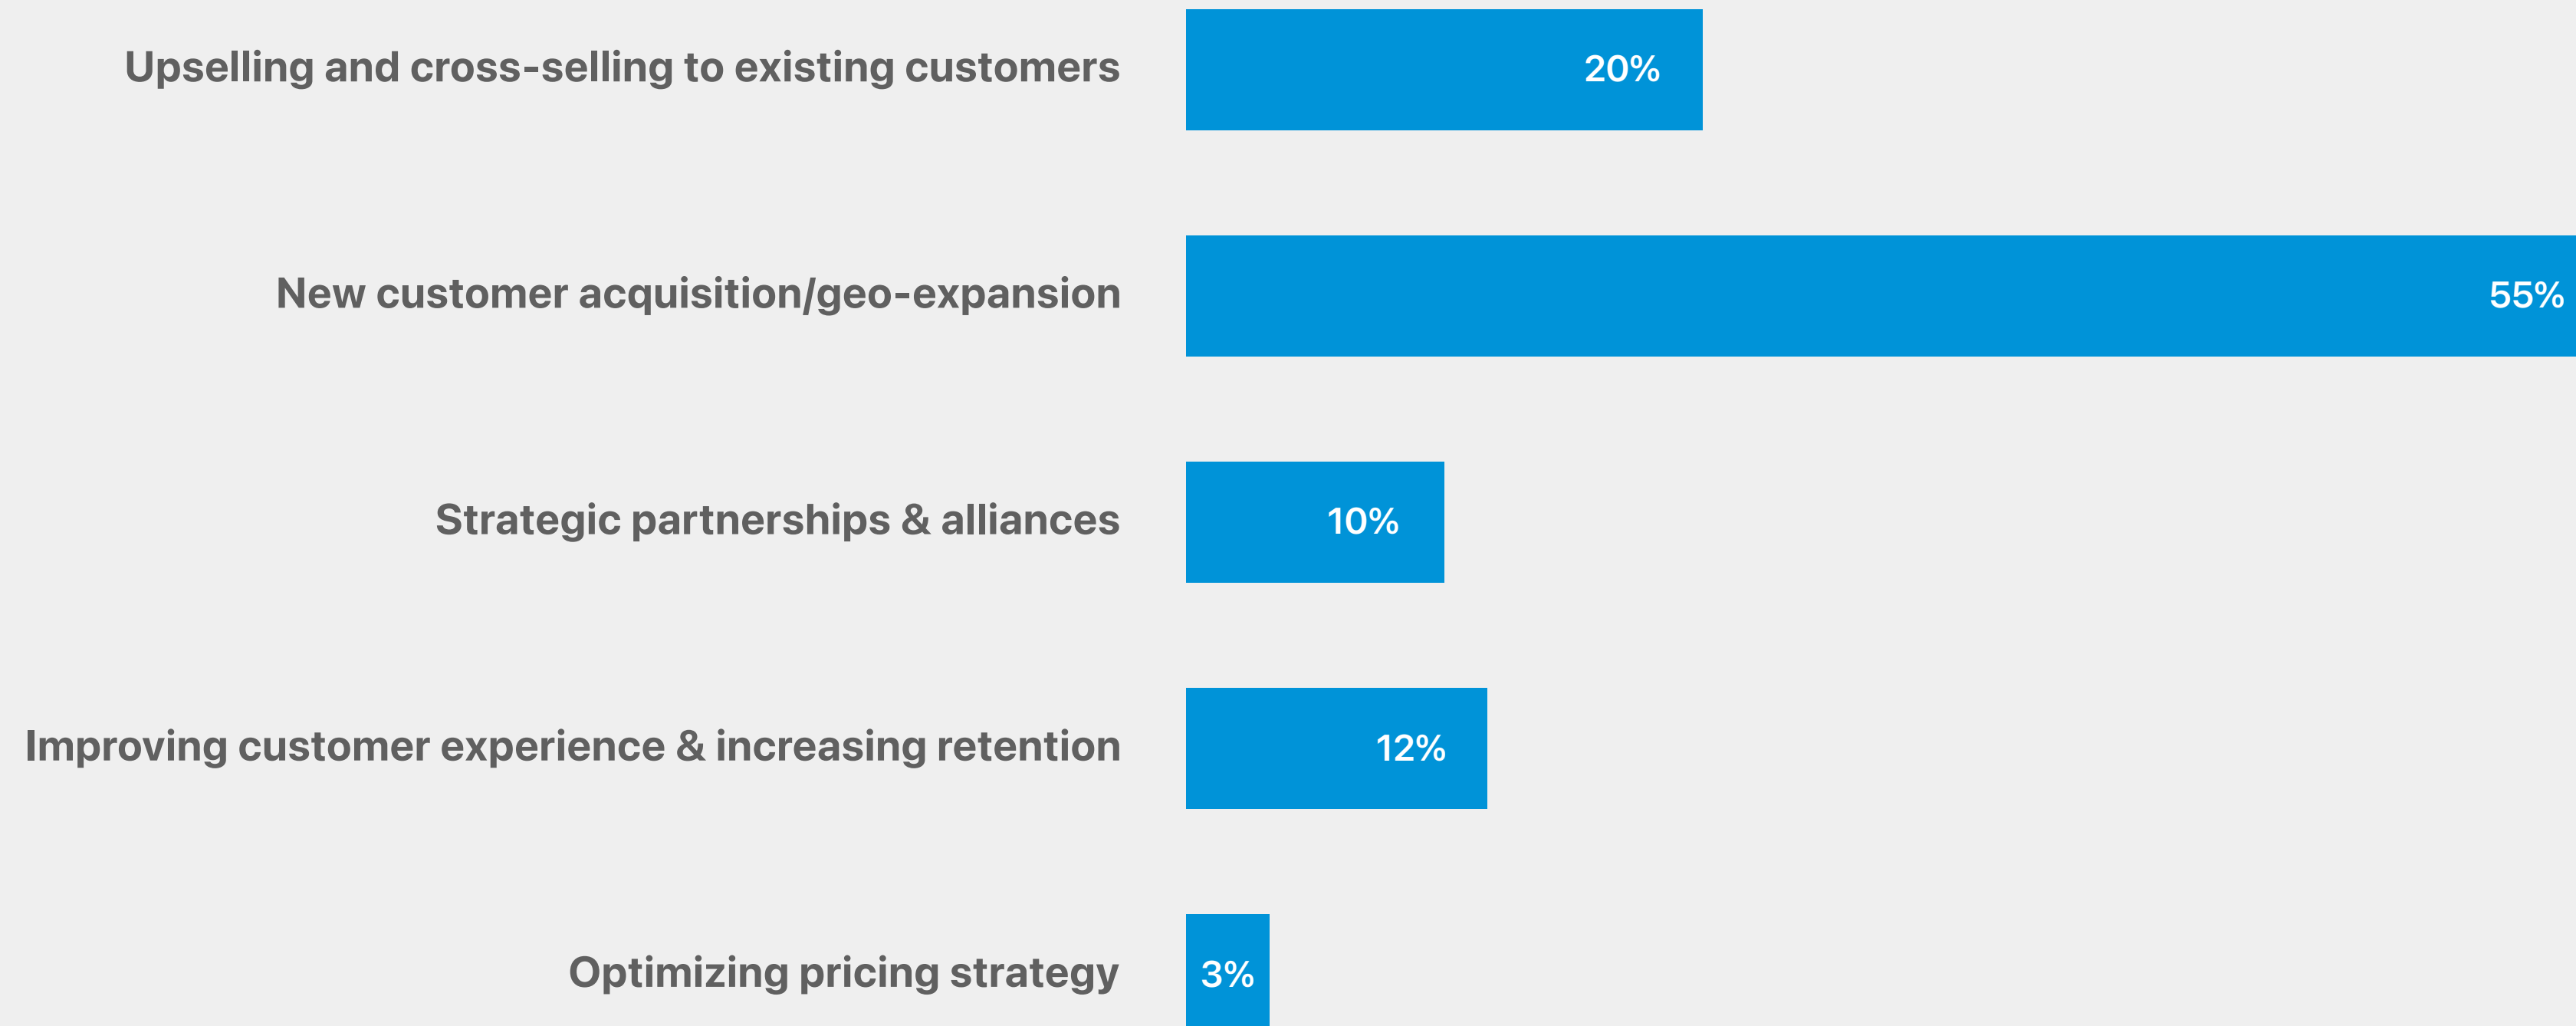 Upselling and cross-selling to existing customers 20%
New customer acquisition/geo-expansion 55%
Strategic partnerships & alliances 10%
Improving customer experience & increasing retention 12%
Optimizing pricing strategy 3%